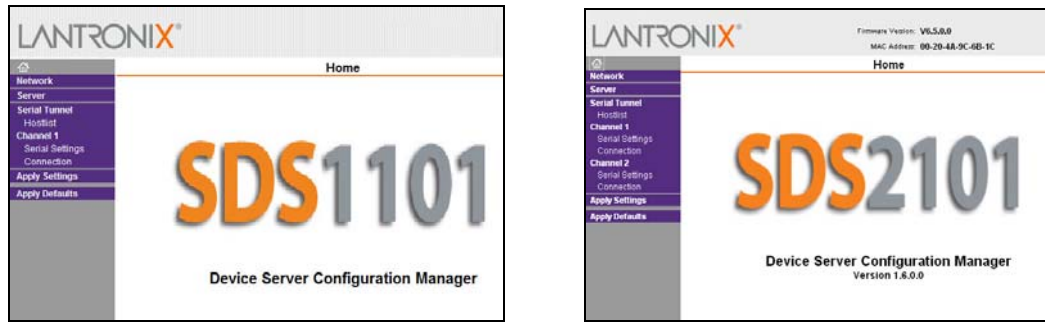 LANTRONIX®
Home
Network
Server
Serial Tunnel
Hostlist
Channel 1
Serial Settings
Connection
Apply Settings
Apply Defaults
SDS1101
Device Server Configuration Manager
LANTRONIX®
Firmware Version: V6.5.0.0
MAC Address: 00-20-4A-9C-6B-1C
Home
Network
Server
Serial Tunnel
Hostlist
Channel 1
Serial Settings
Connection
Channel 2
Serial Settings
Connection
Apply Settings
Apply Defaults
SDS2101
Device Server Configuration Manager
Version 1.6.0.0